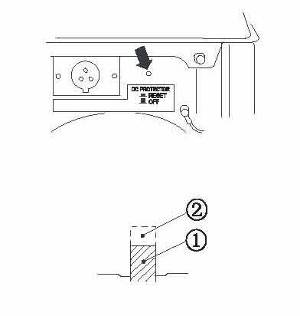 DC PROTECTOR
RESET
OFF
②
①